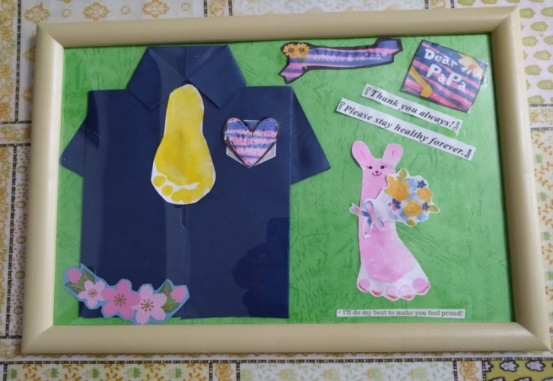 Dear
PaPa
『Thank you always!』
『Please stay healthy forever.』
* I'll do my best to make you feel proud!